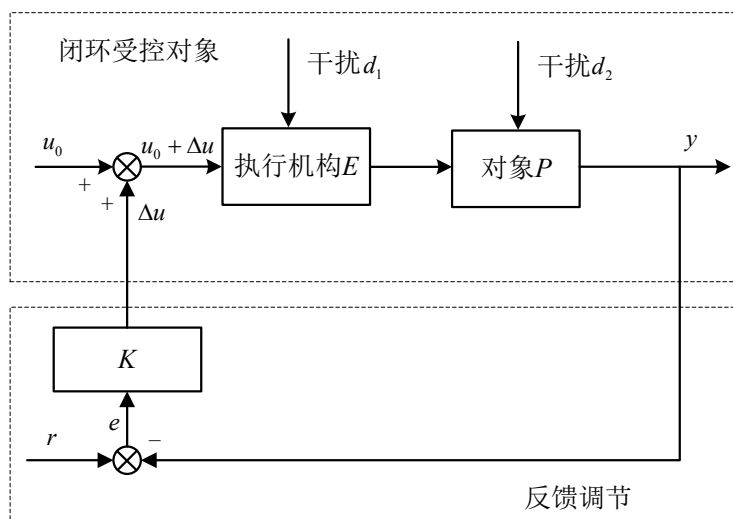 闭环受控对象
干扰d₁
干扰d₂
u₀
u₀ + Δu
执行机构E
对象P
y
+
+
Δu
K
e
r
−
反馈调节